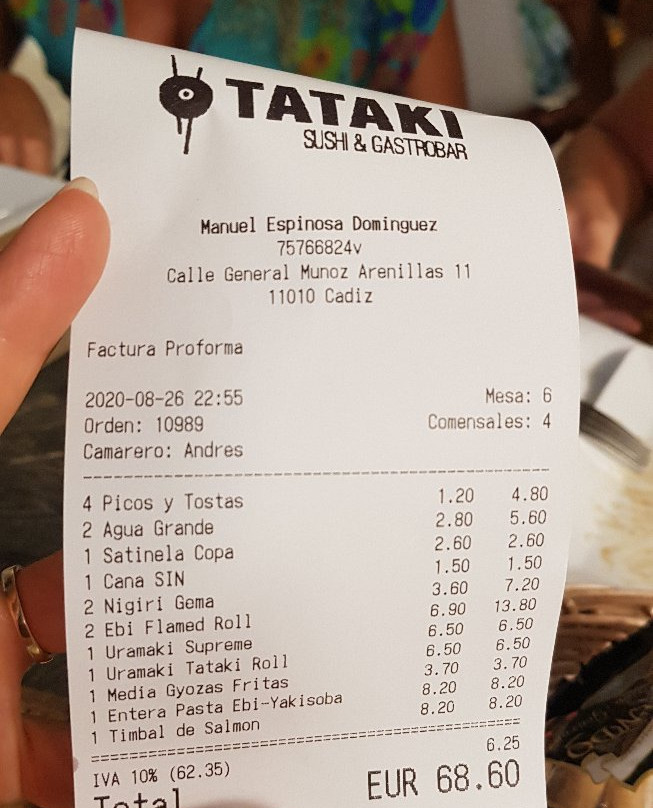 TATAKI
SUSHI & GASTROBAR
Manuel Espinosa Dominguez
75766824v
Calle General Munoz Arenillas 11
11010 Cadiz
Factura Proforma
2020-08-26 22:55 Mesa: 6
Orden: 10989 Comensales: 4
Camarero: Andres
4 Picos y Tostas 1.20 4.80
2 Agua Grande 2.80 5.60
1 Satinela Copa 2.60 2.60
1 Cana SIN 1.50 1.50
2 Nigiri Gema 3.60 7.20
2 Ebi Flamed Roll 6.90 13.80
1 Uramaki Supreme 6.50 6.50
1 Uramaki Tataki Roll 6.50 6.50
1 Media Gyozas Fritas 3.70 3.70
1 Entera Pasta Ebi-Yakisoba 8.20 8.20
1 Timbal de Salmon 8.20 8.20
IVA 10% (62.35) 6.25
Total EUR 68.60